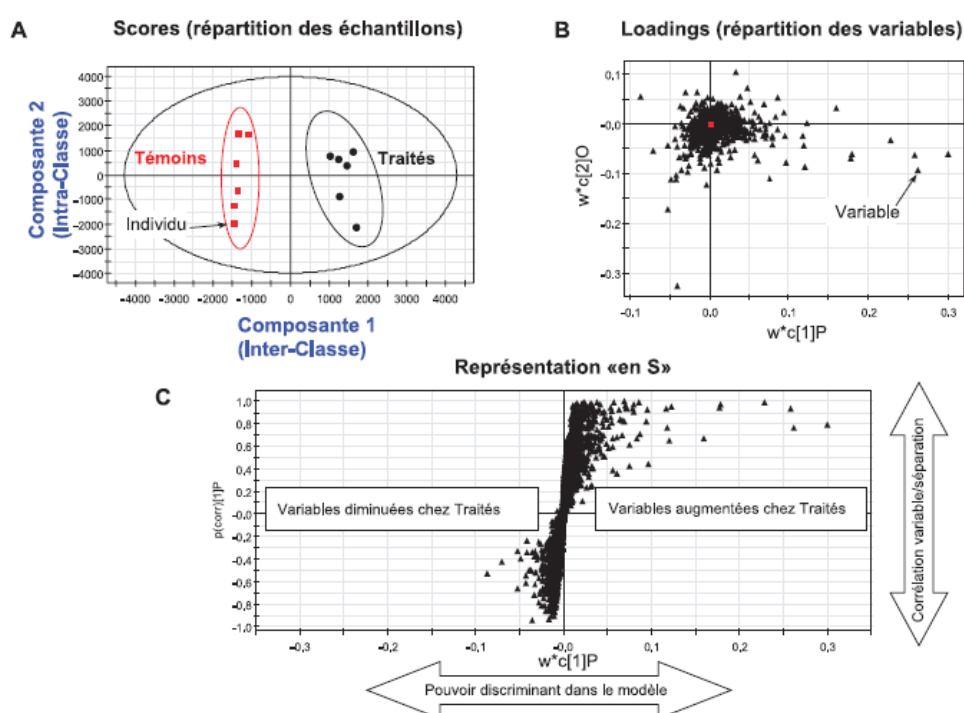 A
Scores (répartition des échantillons)
4000
3000
2000
1000
0
-1000
-2000
-3000
-4000
Témoins
Traités
Individu
-4000 -3000 -2000 -1000 0 1000 2000 3000 4000
Composante 2
(Intra-Classe)
Composante 1
(Inter-Classe)
B
Loadings (répartition des variables)
0,1
-0.0
-0.1
-0.2
-0.3
w*c[2]O
Variable
-0.1 0.0 0.1 0.2 0.3
w*c[1]P
Représentation «en S»
C
1.0
0.8
0.6
0.4
0.2
-0.0
-0.2
-0.4
-0.6
-0.8
-1.0
p(corr)[1]P
Variables diminuées chez Traités
Variables augmentées chez Traités
-0,3 -0,2 -0,1 -0,0 0,1 0,2 0,3
w*c[1]P
Pouvoir discriminant dans le modèle
Corrélation variable/séparation